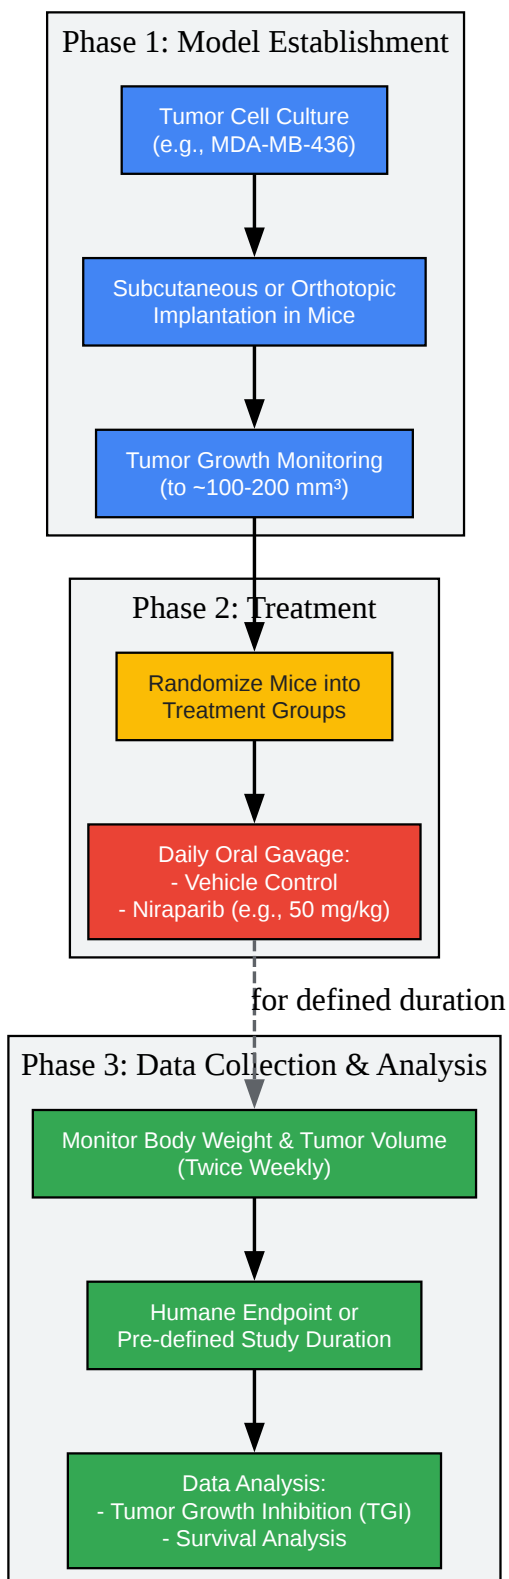 Phase 1: Model Establishment
Tumor Cell Culture
(e.g., MDA-MB-436)
Subcutaneous or Orthotopic
Implantation in Mice
Tumor Growth Monitoring
(to ~100-200 mm³)
Phase 2: Treatment
Randomize Mice into
Treatment Groups
Daily Oral Gavage:
- Vehicle Control
- Niraparib (e.g., 50 mg/kg)
for defined duration
Phase 3: Data Collection & Analysis
Monitor Body Weight & Tumor Volume
(Twice Weekly)
Humane Endpoint or
Pre-defined Study Duration
Data Analysis:
- Tumor Growth Inhibition (TGI)
- Survival Analysis